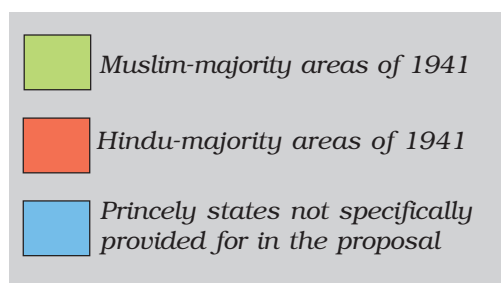 Muslim-majority areas of 1941
Hindu-majority areas of 1941
Princely states not specifically
provided for in the proposal